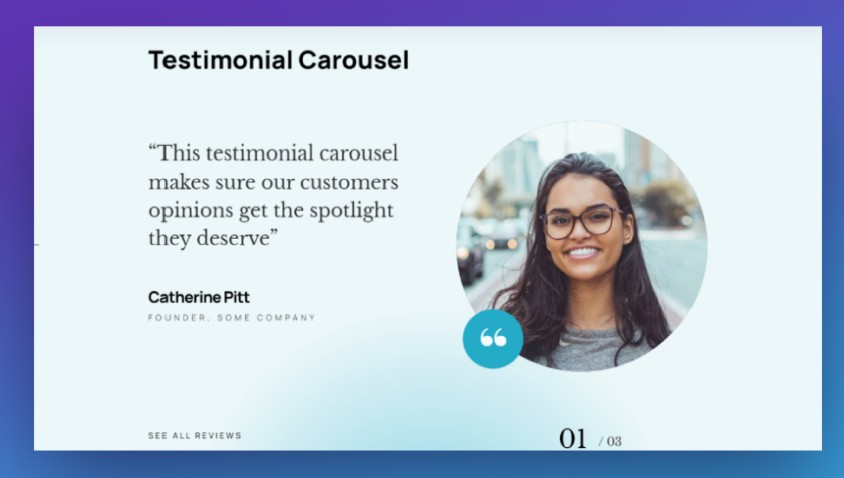 Testimonial Carousel
“This testimonial carousel
makes sure our customers
opinions get the spotlight
they deserve”
Catherine Pitt
FOUNDER, SOME COMPANY
SEE ALL REVIEWS
01 / 03